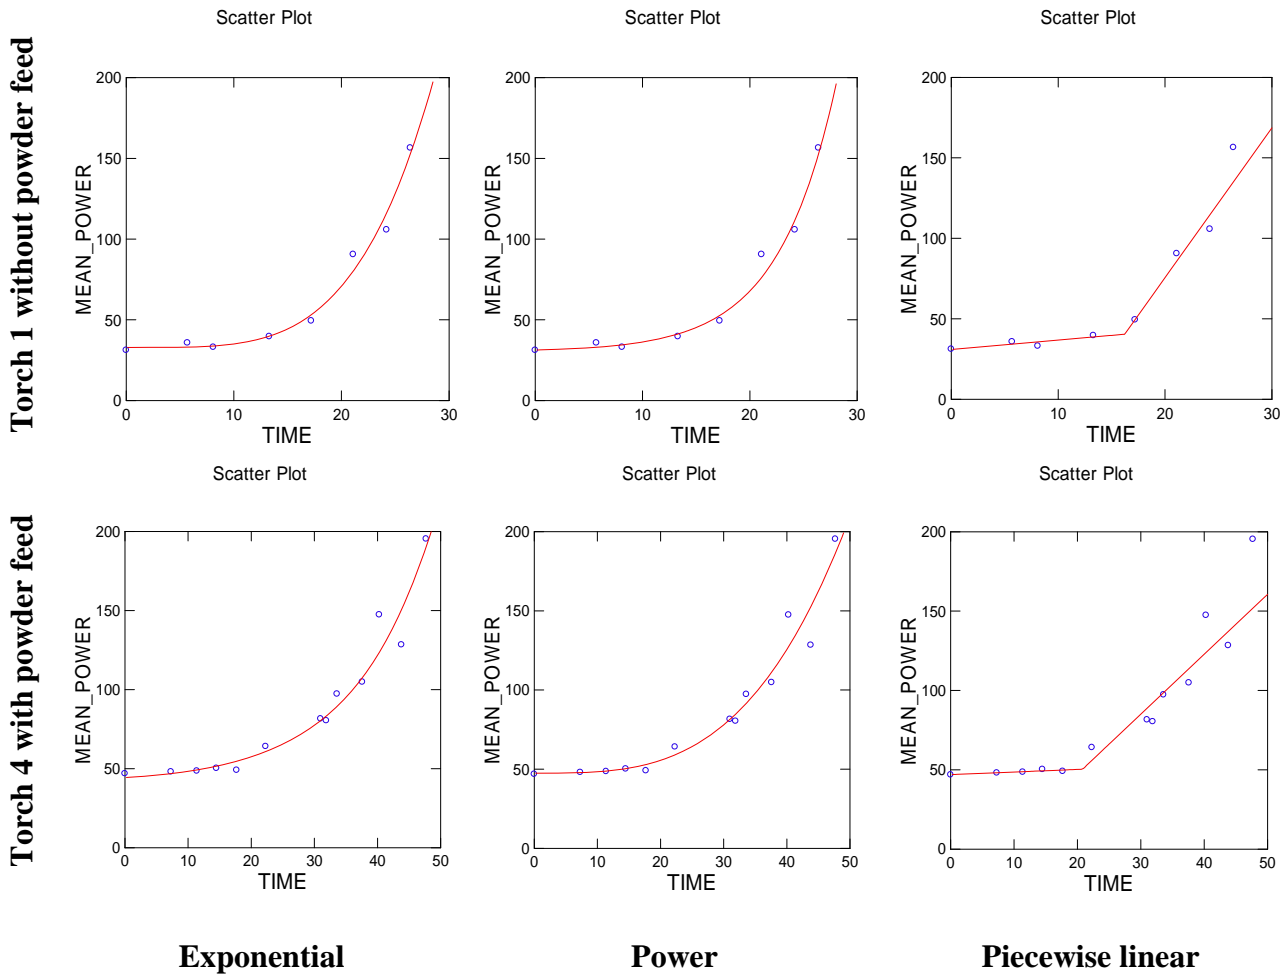 Scatter Plot
Scatter Plot
Scatter Plot
Torch 1 without powder feed
MEAN_POWER
200
150
100
50
0
0 10 20 30
TIME
MEAN_POWER
200
150
100
50
0
0 10 20 30
TIME
MEAN_POWER
200
150
100
50
0
0 10 20 30
TIME
Scatter Plot
Scatter Plot
Scatter Plot
Torch 4 with powder feed
MEAN_POWER
200
150
100
50
0
0 10 20 30 40 50
TIME
MEAN_POWER
200
150
100
50
0
0 10 20 30 40 50
TIME
MEAN_POWER
200
150
100
50
0
0 10 20 30 40 50
TIME
Exponential
Power
Piecewise linear